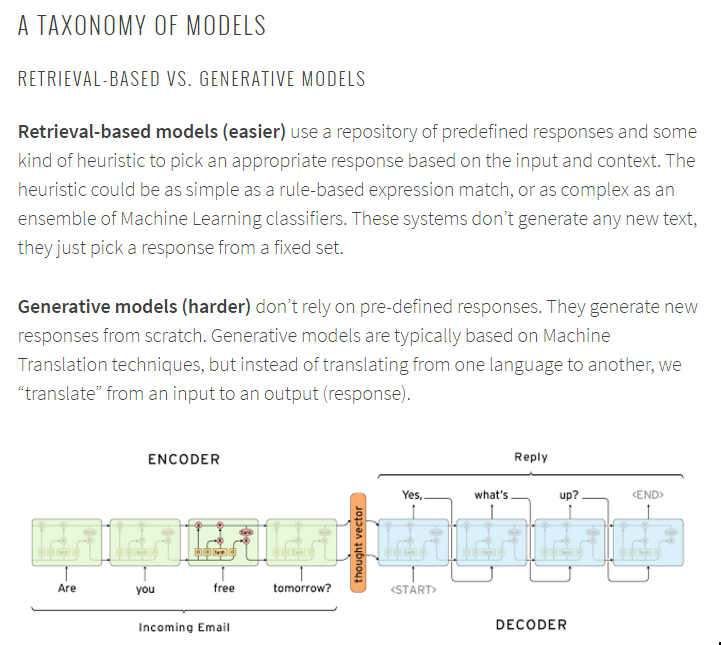 A TAXONOMY OF MODELS
RETRIEVAL-BASED VS. GENERATIVE MODELS
Retrieval-based models (easier) use a repository of predefined responses and some
kind of heuristic to pick an appropriate response based on the input and context. The
heuristic could be as simple as a rule-based expression match, or as complex as an
ensemble of Machine Learning classifiers. These systems don’t generate any new text,
they just pick a response from a fixed set.
Generative models (harder) don’t rely on pre-defined responses. They generate new
responses from scratch. Generative models are typically based on Machine
Translation techniques, but instead of translating from one language to another, we
“translate” from an input to an output (response).
ENCODER
Reply
Yes, what's up? <END>
thought vector
Are you free tomorrow? <START>
Incoming Email
DECODER